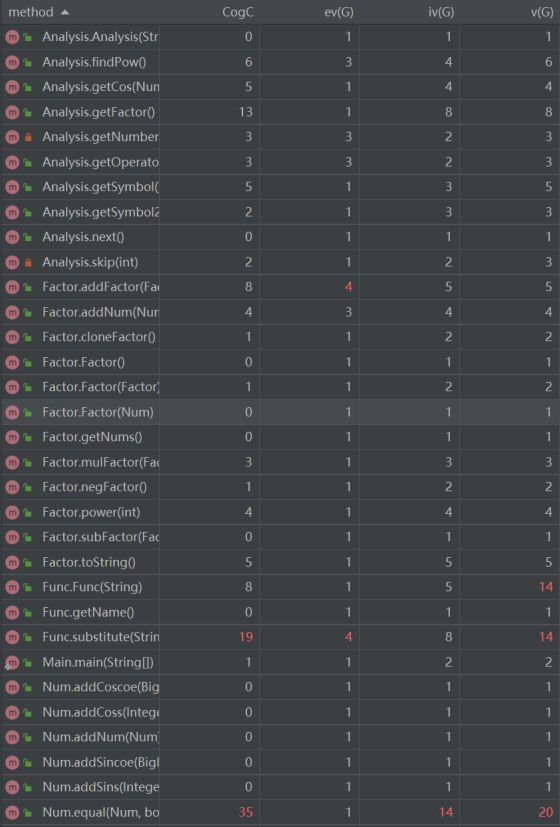 method CogC ev(G) iv(G) v(G)
m Analysis.Analysis(Str 0 1 1 1
m Analysis.findPow() 6 3 4 6
m Analysis.getCos(Num 5 1 4 4
m Analysis.getFactor() 13 1 8 8
m Analysis.getNumber 3 3 2 3
m Analysis.getOperato 3 3 2 3
m Analysis.getSymbol( 5 1 3 5
m Analysis.getSymbol2 2 1 3 3
m Analysis.next() 0 1 1 1
m Analysis.skip(int) 2 1 2 3
m Factor.addFactor(Fac 8 4 5 5
m Factor.addNum(Num 4 3 4 4
m Factor.cloneFactor() 1 1 2 2
m Factor.Factor() 0 1 1 1
m Factor.Factor(Factor) 1 1 2 2
m Factor.Factor(Num) 0 1 1 1
m Factor.getNums() 0 1 1 1
m Factor.mulFactor(Fac 3 1 3 3
m Factor.negFactor() 1 1 2 2
m Factor.power(int) 4 1 4 4
m Factor.subFactor(Fac 0 1 1 1
m Factor.toString() 5 1 5 5
m Func.Func(String) 8 1 5 14
m Func.getName() 0 1 1 1
m Func.substitute(Strin 19 4 8 14
m Main.main(String[]) 1 1 2 2
m Num.addCoscoe(Big 0 1 1 1
m Num.addCoss(Intege 0 1 1 1
m Num.addNum(Num) 0 1 1 1
m Num.addSincoe(BigI 0 1 1 1
m Num.addSins(Intege 0 1 1 1
m Num.equal(Num, bo 35 1 14 20